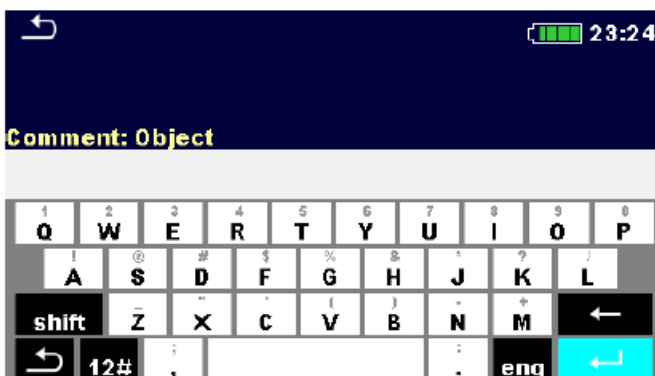 23:24
Comment: Object
1 2 3 4 5 6 7 8 9 0
Q W E R T Y U I O P
! @ # $ % & * ? /
A S D F G H J K L
_ " ' ( ) - +
shift Z X C V B N M
; :
12# , . eng